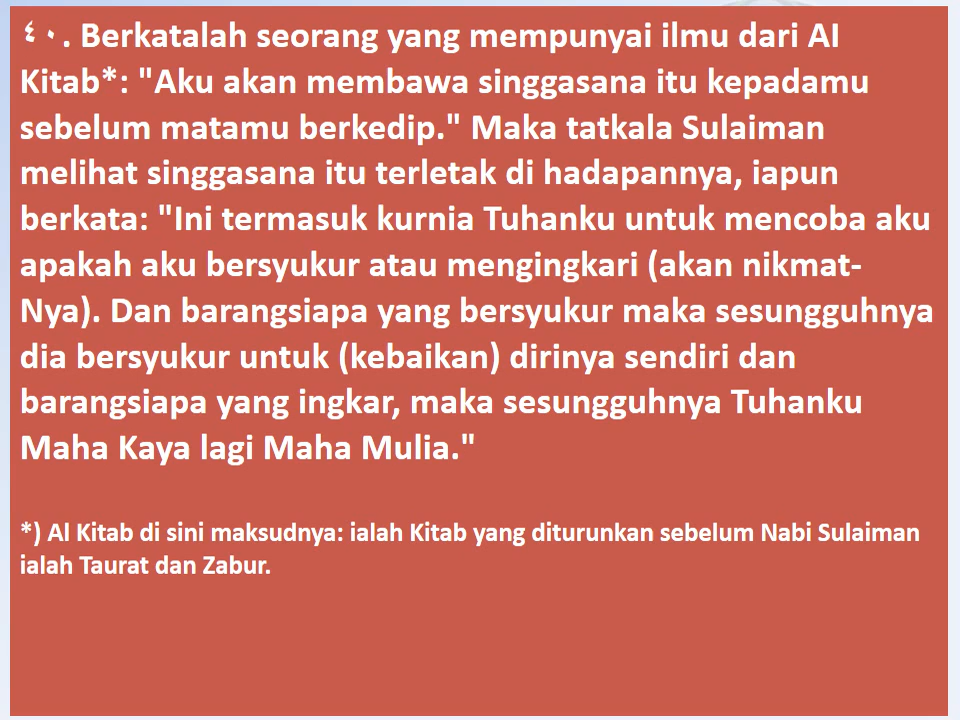 ٤٠. Berkatalah seorang yang mempunyai ilmu dari AI
Kitab*: "Aku akan membawa singgasana itu kepadamu
sebelum matamu berkedip." Maka tatkala Sulaiman
melihat singgasana itu terletak di hadapannya, iapun
berkata: "Ini termasuk kurnia Tuhanku untuk mencoba aku
apakah aku bersyukur atau mengingkari (akan nikmat-
Nya). Dan barangsiapa yang bersyukur maka sesungguhnya
dia bersyukur untuk (kebaikan) dirinya sendiri dan
barangsiapa yang ingkar, maka sesungguhnya Tuhanku
Maha Kaya lagi Maha Mulia."
*) Al Kitab di sini maksudnya: ialah Kitab yang diturunkan sebelum Nabi Sulaiman
ialah Taurat dan Zabur.